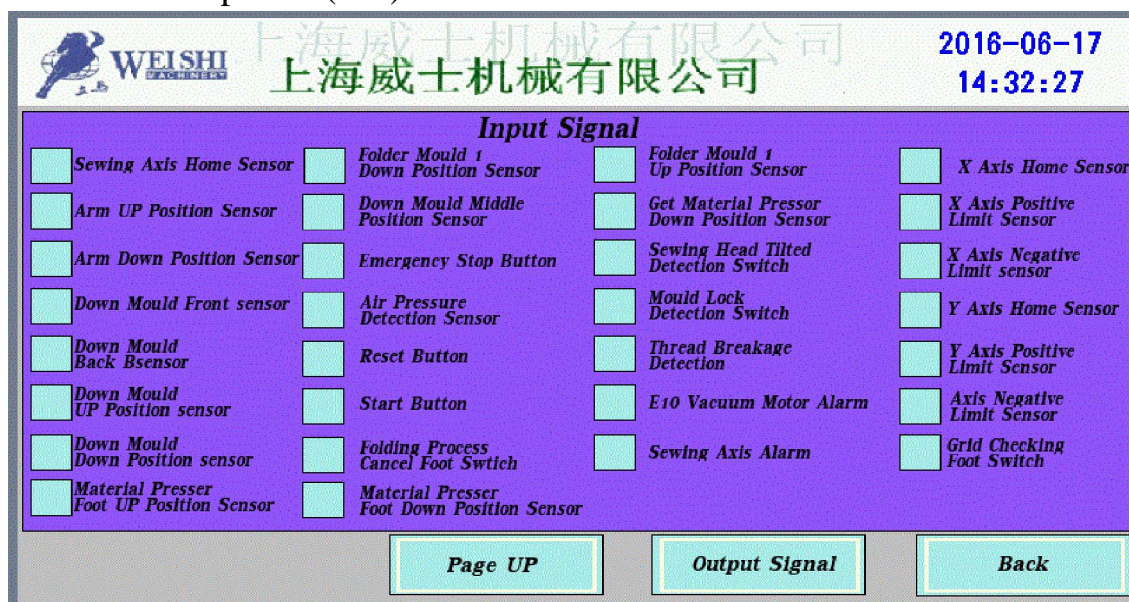 WEISHI
MACHINERY
上海威士机械有限公司
上海威士机械有限公司
2016-06-17
14:32:27
Input Signal
Sewing Axis Home Sensor
Folder Mould 1
Down Position Sensor
Folder Mould 1
Up Position Sensor
X Axis Home Sensor
Arm UP Position Sensor
Down Mould Middle
Position Sensor
Get Material Pressor
Down Position Sensor
X Axis Positive
Limit Sensor
Arm Down Position Sensor
Emergency Stop Button
Sewing Head Tilted
Detection Switch
X Axis Negative
Limit sensor
Down Mould Front sensor
Air Pressure
Detection Sensor
Mould Lock
Detection Switch
Y Axis Home Sensor
Down Mould
Back Bsensor
Reset Button
Thread Breakage
Detection
Y Axis Positive
Limit Sensor
Down Mould
UP Position sensor
Start Button
E10 Vacuum Motor Alarm
Axis Negative
Limit Sensor
Down Mould
Down Position sensor
Folding Process
Cancel Foot Swtich
Sewing Axis Alarm
Grid Checking
Foot Switch
Material Presser
Foot UP Position Sensor
Material Presser
Foot Down Position Sensor
Page UP
Output Signal
Back